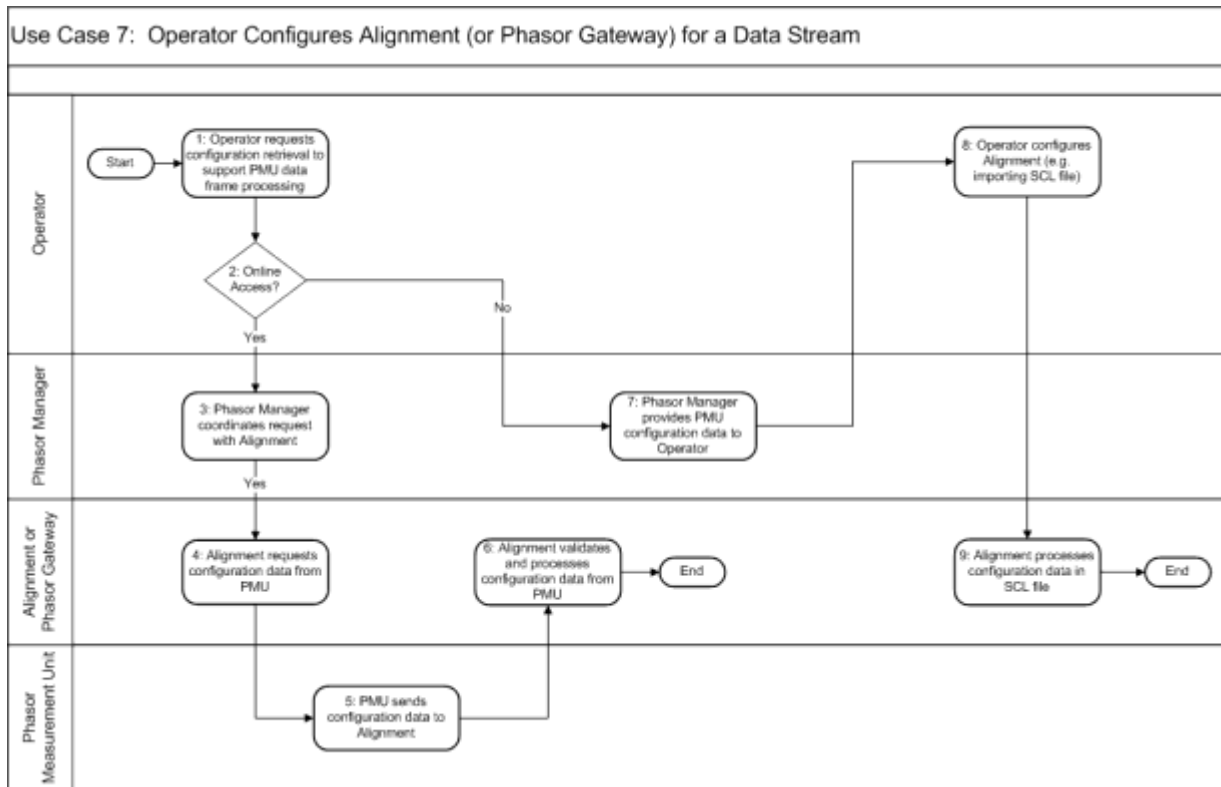 Use Case 7:  Operator Configures Alignment (or Phasor Gateway) for a Data Stream
Operator
Start
1: Operator requests
configuration retrieval to
support PMU data
frame processing
2: Online
Access?
No
Yes
8: Operator configures
Alignment (e.g.
importing SCL file)
Phasor Manager
3: Phasor Manager
coordinates request
with Alignment
Yes
7: Phasor Manager
provides PMU
configuration data to
Operator
Alignment or
Phasor Gateway
4: Alignment requests
configuration data from
PMU
6: Alignment validates
and processes
configuration data from
PMU
End
9: Alignment processes
configuration data in
SCL file
End
Phasor
Measurement Unit
5: PMU sends
configuration data to
Alignment